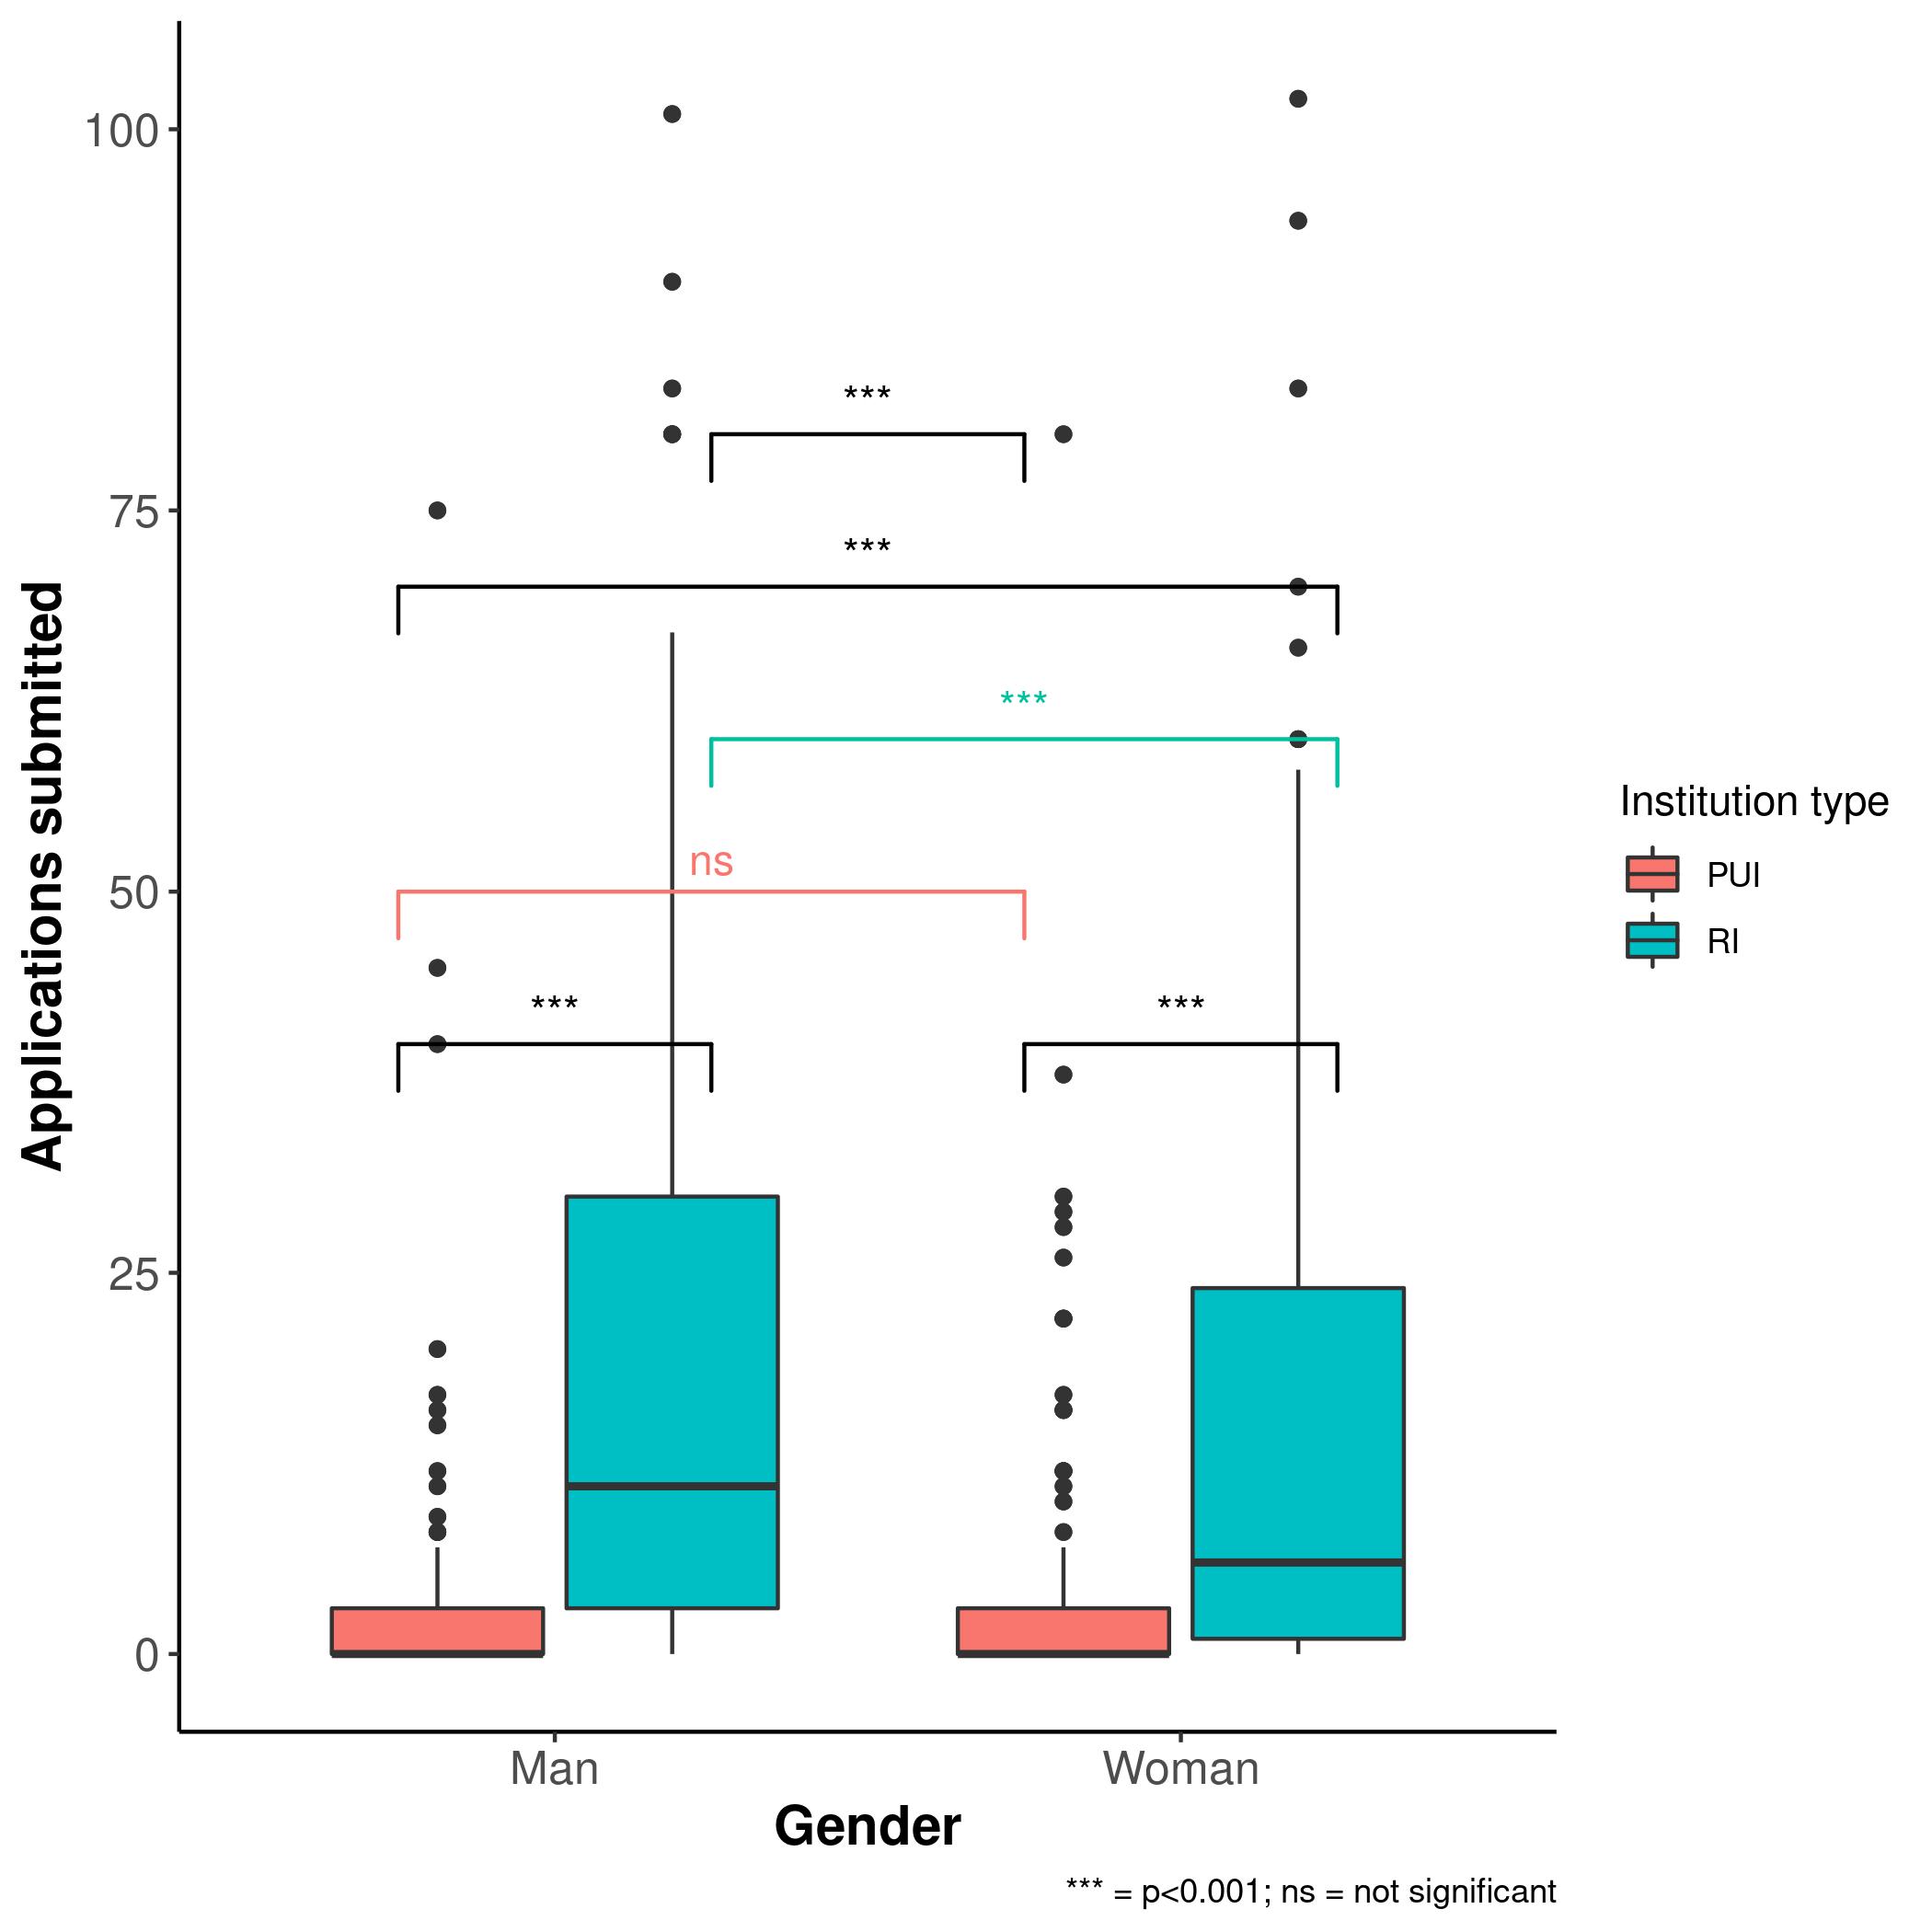 100
***
75
***
***
ns
50
***
***
25
0
Applications submitted
Man
Woman
Gender
*** = p<0.001; ns = not significant
Institution type
PUI
RI